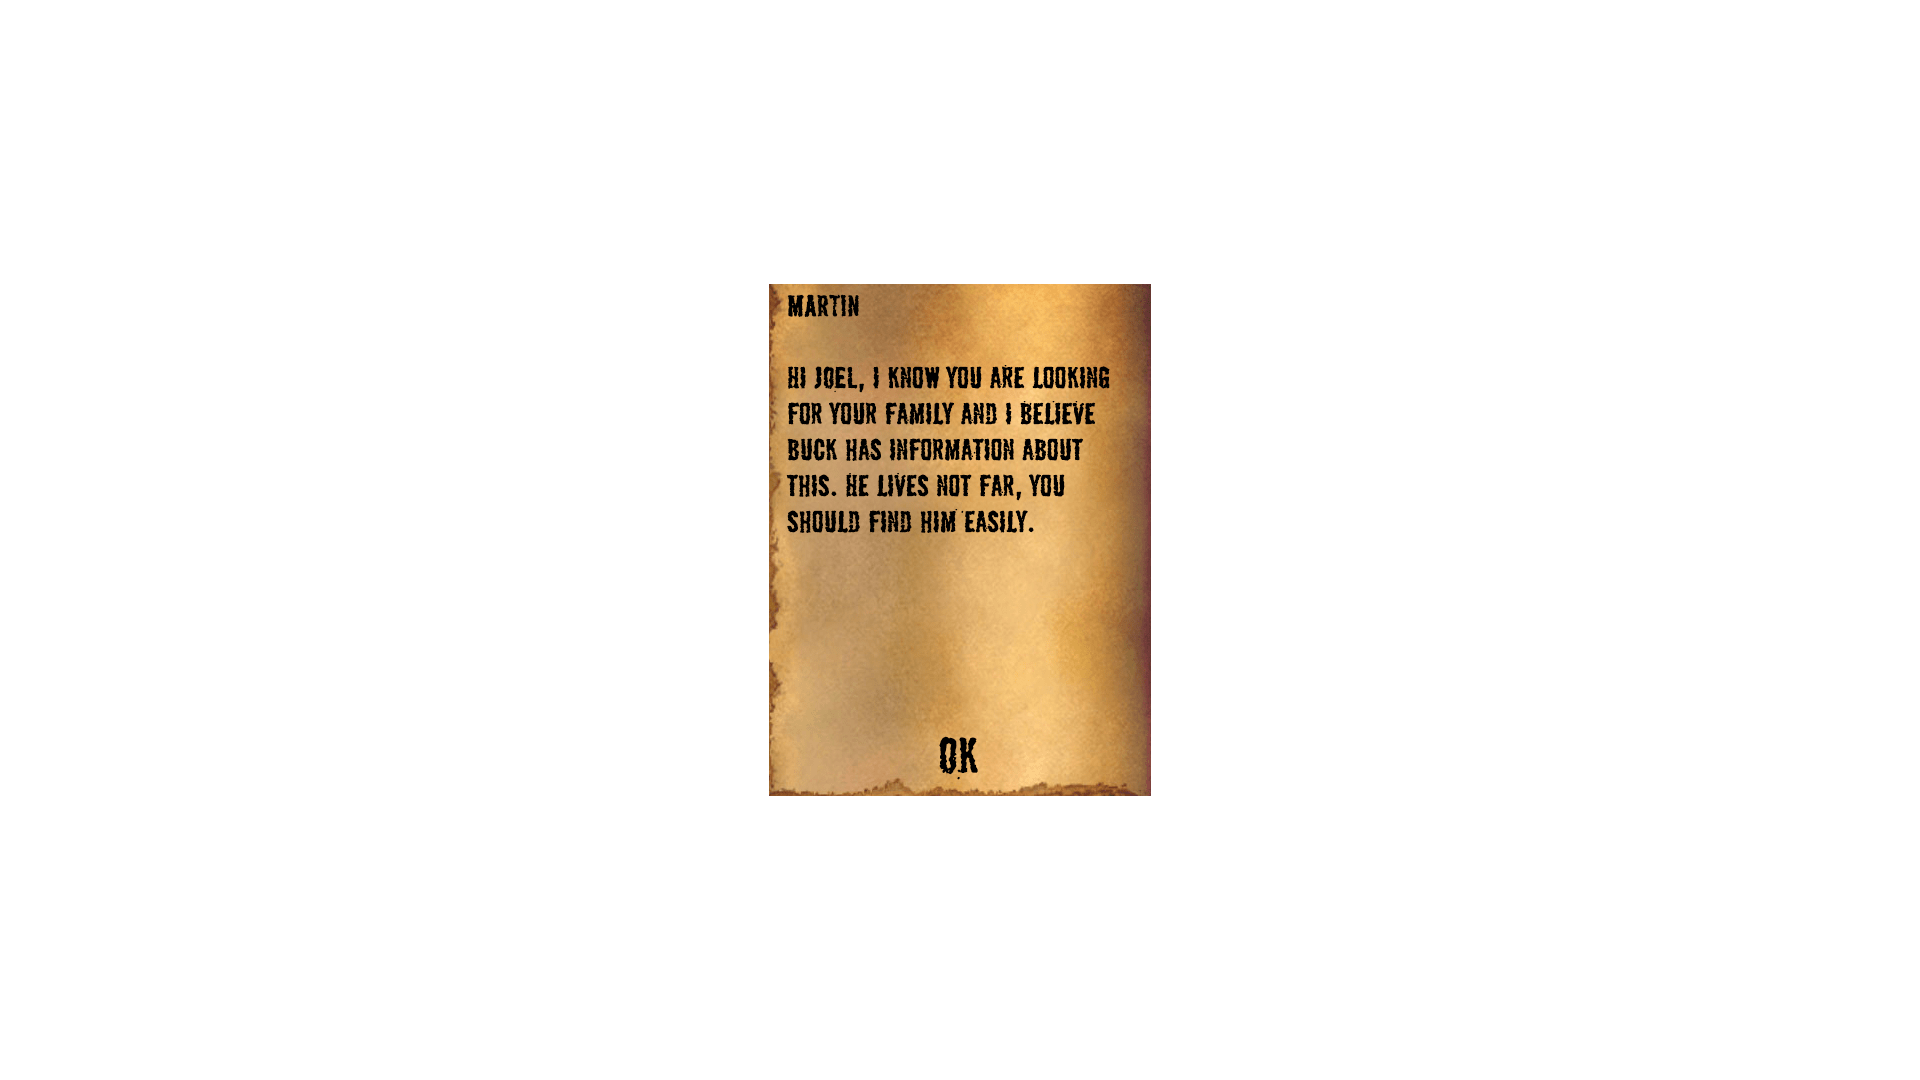 MARTIN
HI JOEL, I KNOW YOU ARE LOOKING
FOR YOUR FAMILY AND I BELIEVE
BUCK HAS INFORMATION ABOUT
THIS. HE LIVES NOT FAR, YOU
SHOULD FIND HIM EASILY.
OK